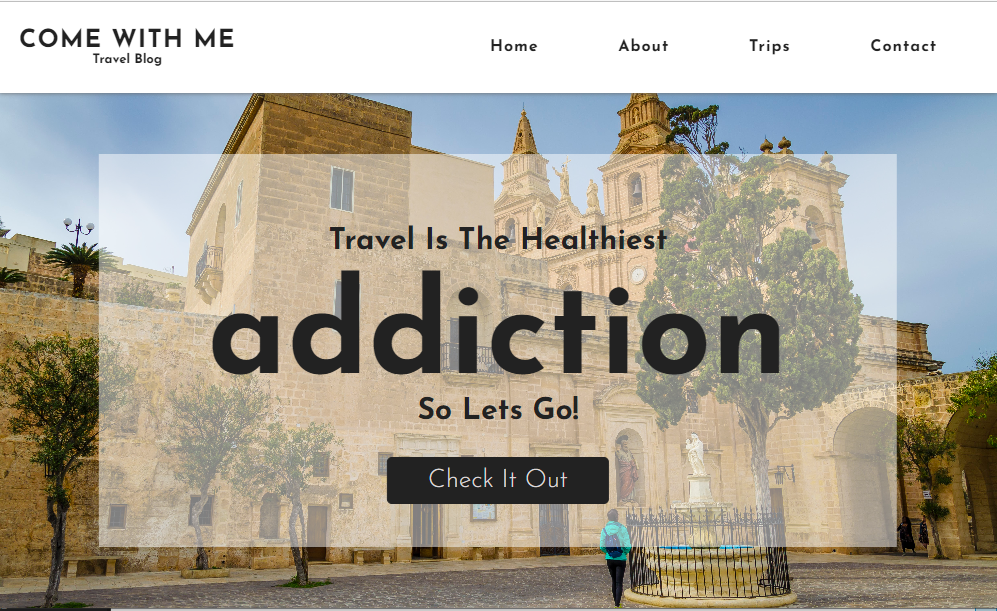 COME WITH ME
Travel Blog
Home About Trips Contact
Travel Is The Healthiest
addiction
So Lets Go!
Check It Out